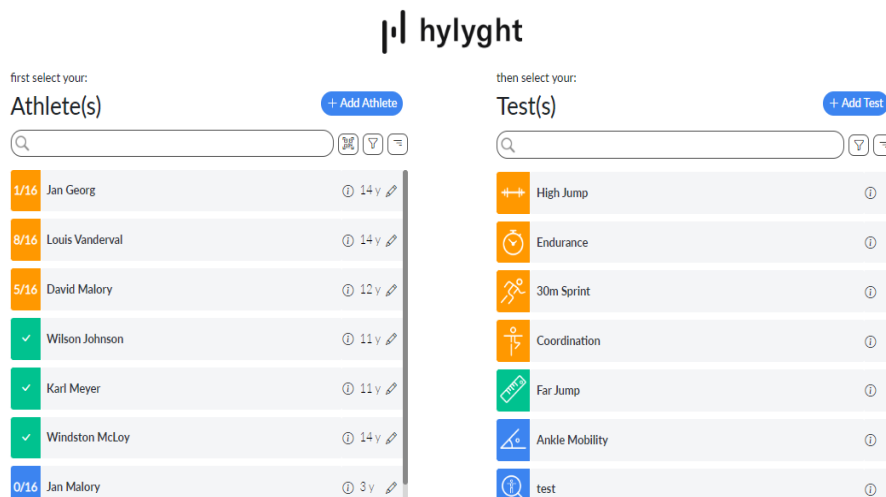 hylyght
first select your:
Athlete(s)
+ Add Athlete
1/16 Jan Georg 14 y
8/16 Louis Vanderval 14 y
5/16 David Malory 12 y
Wilson Johnson 11 y
Karl Meyer 11 y
Windston McLoy 14 y
0/16 Jan Malory 3 y
then select your:
Test(s)
+ Add Test
High Jump
Endurance
30m Sprint
Coordination
Far Jump
Ankle Mobility
test